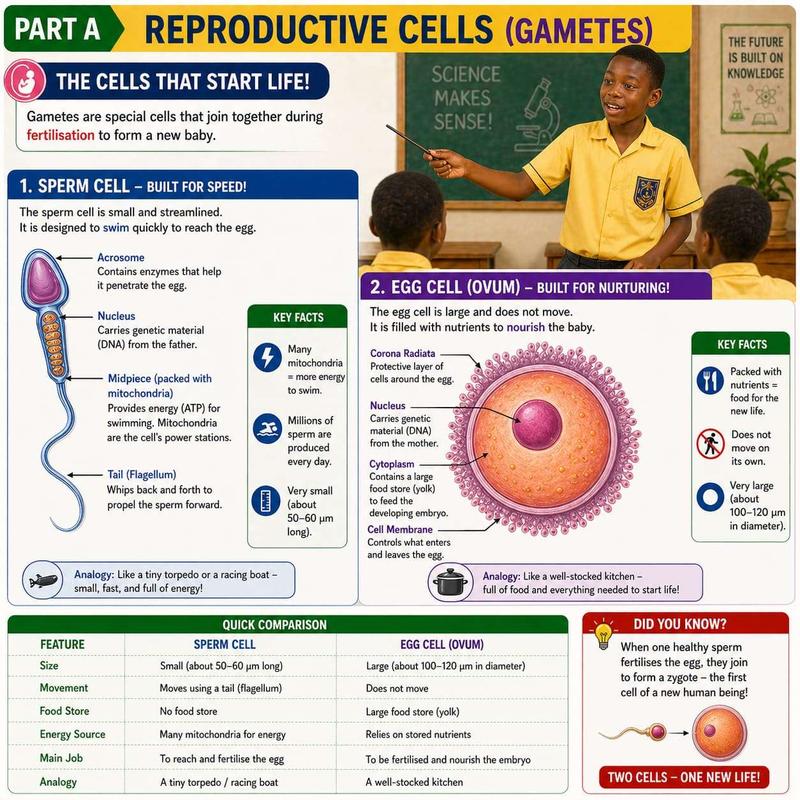 PART A
REPRODUCTIVE CELLS (GAMETES)
THE CELLS THAT START LIFE!
Gametes are special cells that join together during
fertilisation to form a new baby.
SCIENCE
MAKES
SENSE!
THE FUTURE
IS BUILT ON
KNOWLEDGE
1. SPERM CELL – BUILT FOR SPEED!
The sperm cell is small and streamlined.
It is designed to swim quickly to reach the egg.
Acrosome
Contains enzymes that help
it penetrate the egg.
Nucleus
Carries genetic material
(DNA) from the father.
Midpiece (packed with
mitochondria)
Provides energy (ATP) for
swimming. Mitochondria
are the cell's power stations.
Tail (Flagellum)
Whips back and forth to
propel the sperm forward.
KEY FACTS
Many
mitochondria
= more energy
to swim.
Millions of
sperm are
produced
every day.
Very small
(about
50–60 µm
long).
Analogy: Like a tiny torpedo or a racing boat –
small, fast, and full of energy!
2. EGG CELL (OVUM) – BUILT FOR NURTURING!
The egg cell is large and does not move.
It is filled with nutrients to nourish the baby.
Corona Radiata
Protective layer of
cells around the egg.
Nucleus
Carries genetic
material (DNA)
from the mother.
Cytoplasm
Contains a large
food store (yolk)
to feed the
developing embryo.
Cell Membrane
Controls what enters
and leaves the egg.
KEY FACTS
Packed with
nutrients =
food for the
new life.
Does not
move on
its own.
Very large
(about
100–120 µm
in diameter).
Analogy: Like a well-stocked kitchen –
full of food and everything needed to start life!
QUICK COMPARISON
FEATURE SPERM CELL EGG CELL (OVUM)
Size Small (about 50–60 µm long) Large (about 100–120 µm in diameter)
Movement Moves using a tail (flagellum) Does not move
Food Store No food store Large food store (yolk)
Energy Source Many mitochondria for energy Relies on stored nutrients
Main Job To reach and fertilise the egg To be fertilised and nourish the embryo
Analogy A tiny torpedo / racing boat A well-stocked kitchen
DID YOU KNOW?
When one healthy sperm
fertilises the egg, they join
to form a zygote – the first
cell of a new human being!
TWO CELLS – ONE NEW LIFE!